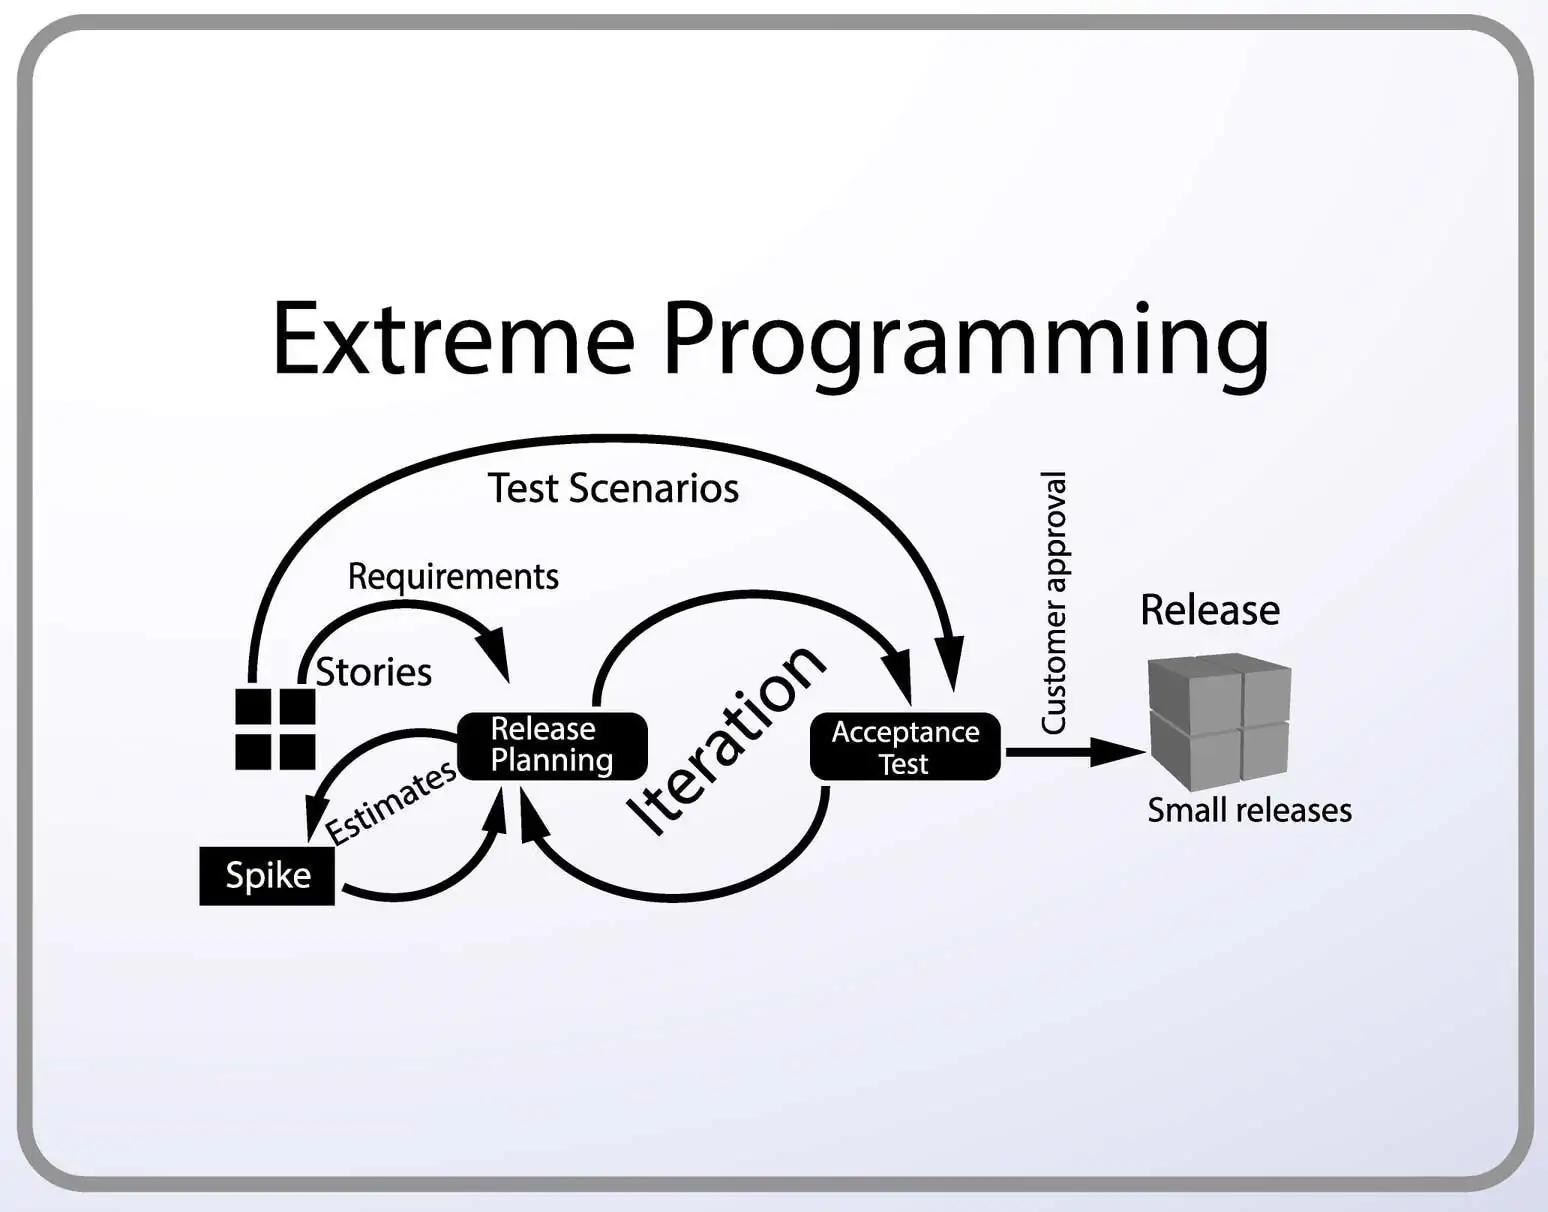 Extreme Programming
Test Scenarios
Requirements
Stories
Customer approval
Release
Release
Planning
Iteration
Acceptance
Test
Estimates
Small releases
Spike